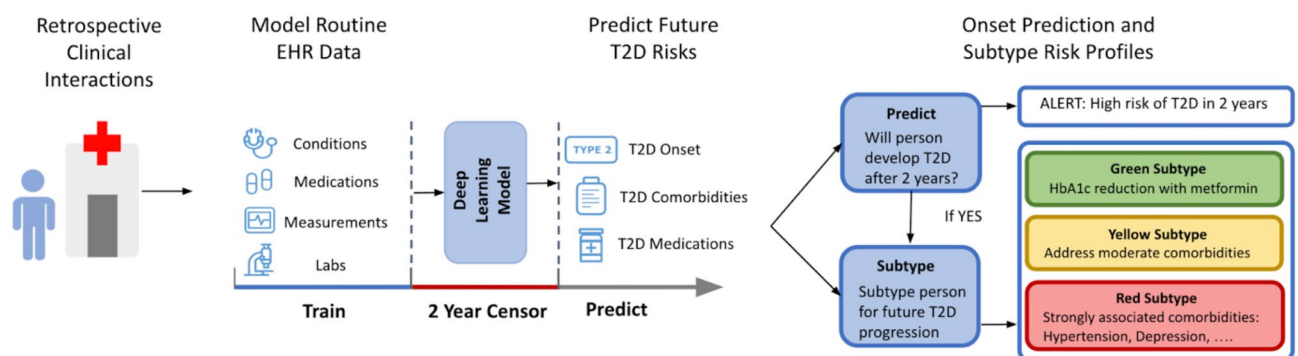 Retrospective
Clinical
Interactions
Model Routine
EHR Data
Predict Future
T2D Risks
Onset Prediction and
Subtype Risk Profiles
Conditions
Medications
Measurements
Labs
Deep
Learning
Model
TYPE 2
T2D Onset
T2D Comorbidities
T2D Medications
Train
2 Year Censor
Predict
Predict
Will person
develop T2D
after 2 years?
If YES
Subtype
Subtype person
for future T2D
progression
ALERT: High risk of T2D in 2 years
Green Subtype
HbA1c reduction with metformin
Yellow Subtype
Address moderate comorbidities
Red Subtype
Strongly associated comorbidities:
Hypertension, Depression, ....